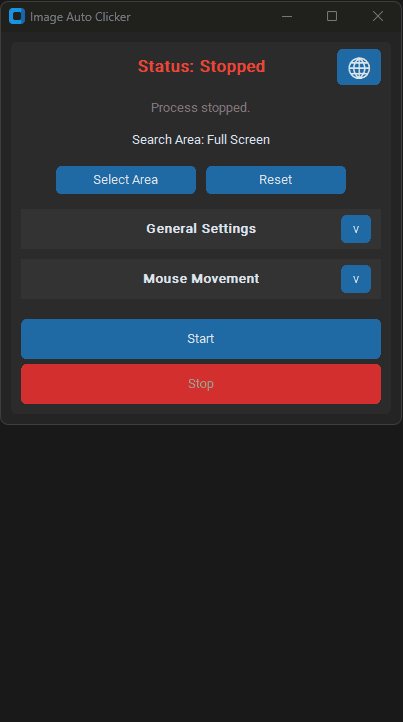 Image Auto Clicker
Status: Stopped
Process stopped.
Search Area: Full Screen
Select Area
Reset
General Settings
v
Mouse Movement
v
Start
Stop